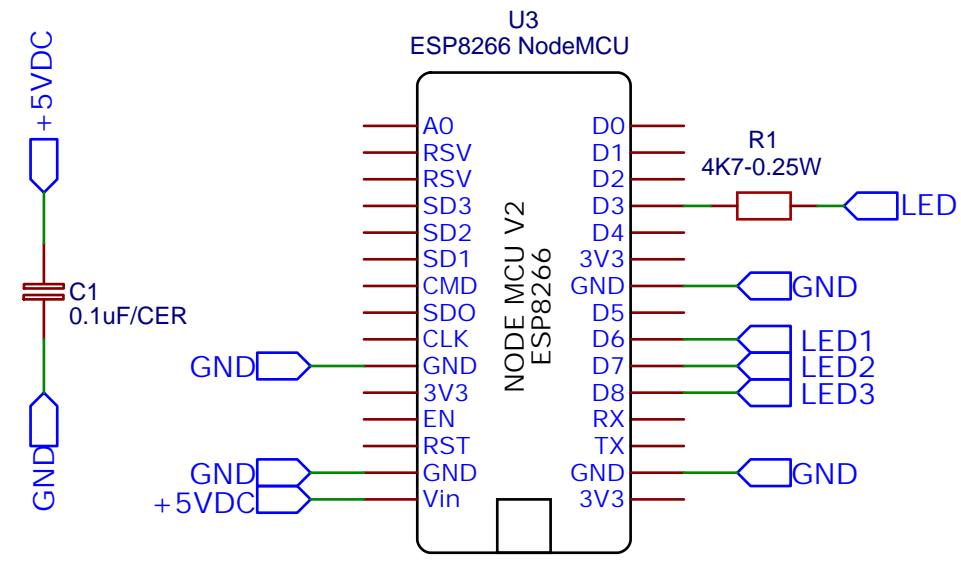 U3
ESP8266 NodeMCU
+5VDC
C1
0.1uF/CER
GND
A0
RSV
RSV
SD3
SD2
SD1
CMD
SDO
CLK
GND
GND
3V3
EN
RST
GND
GND
+5VDC
Vin
NODE MCU V2
ESP8266
D0
D1
D2
D3
D4
3V3
GND
D5
D6
D7
D8
RX
TX
GND
3V3
R1
4K7-0.25W
LED
GND
LED1
LED2
LED3
GND